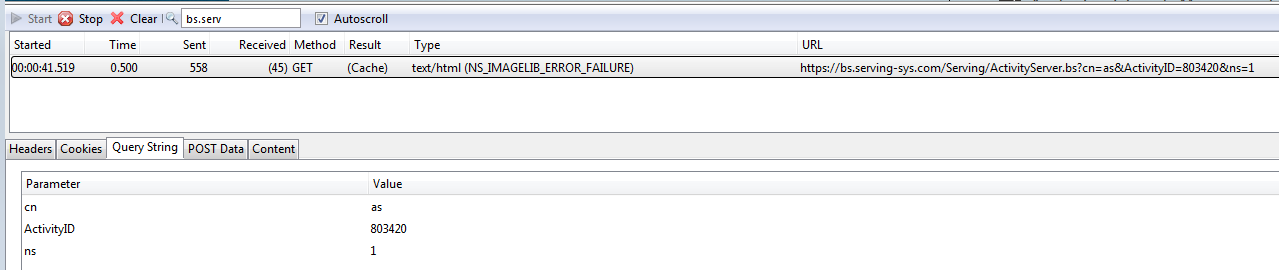 Start Stop Clear bs.serv Autoscroll
Started Time Sent Received Method Result Type URL
00:00:41.519 0.500 558 (45) GET (Cache) text/html (NS_IMAGELIB_ERROR_FAILURE) https://bs.serving-sys.com/Serving/ActivityServer.bs?cn=as&ActivityID=803420&ns=1
Headers Cookies Query String POST Data Content
Parameter Value
cn as
ActivityID 803420
ns 1